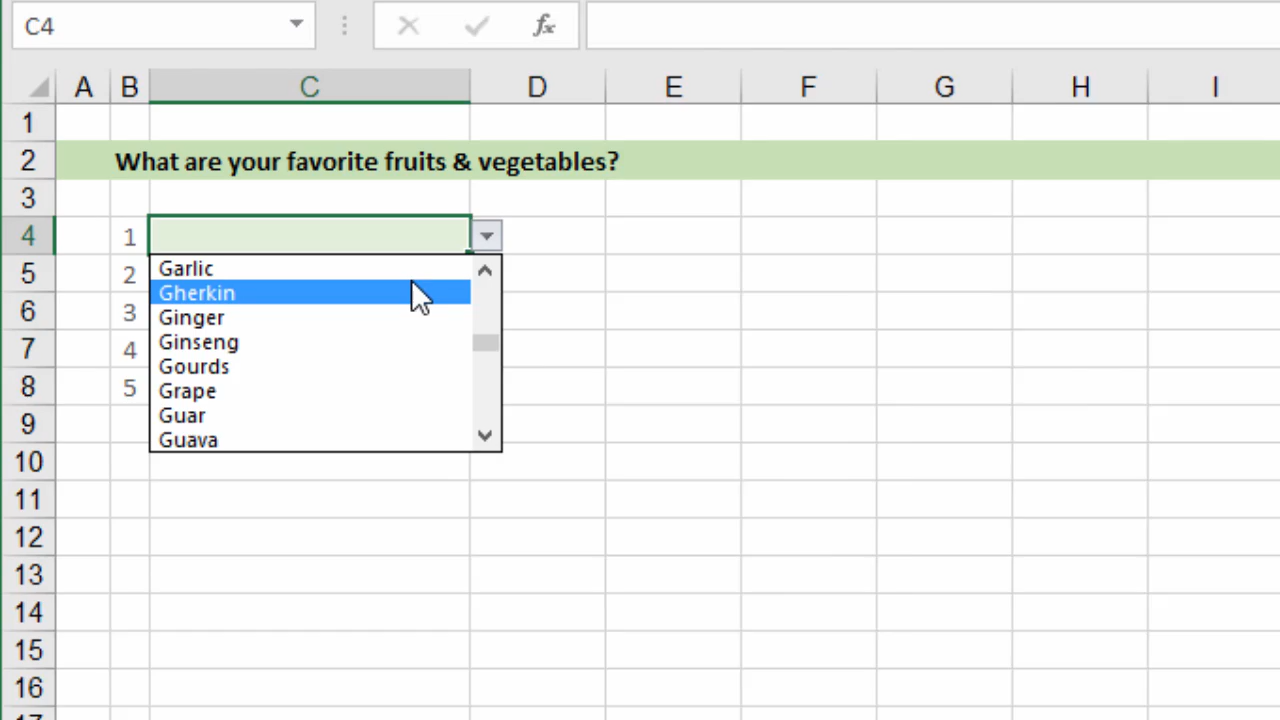 C4 fx
A B C D E F G H I
1
2 What are your favorite fruits & vegetables?
3
4 1
5 2
6 3
7 4
8 5
Garlic
Gherkin
Ginger
Ginseng
Gourds
Grape
Guar
Guava
9
10
11
12
13
14
15
16
17